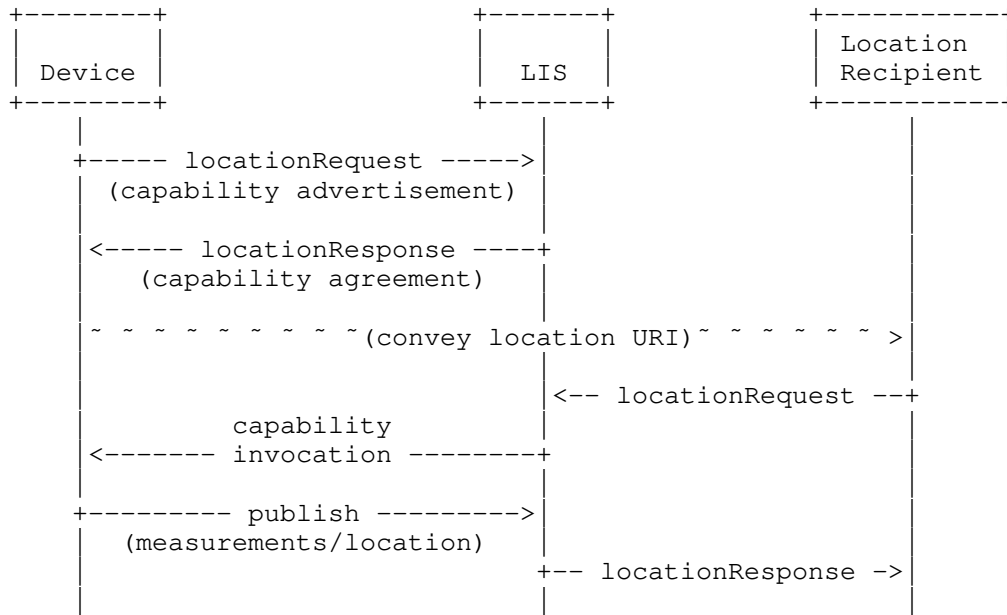 Device LIS Location
Recipient
locationRequest
(capability advertisement)
locationResponse
(capability agreement)
(convey location URI)
locationRequest
capability
invocation
publish
(measurements/location)
locationResponse